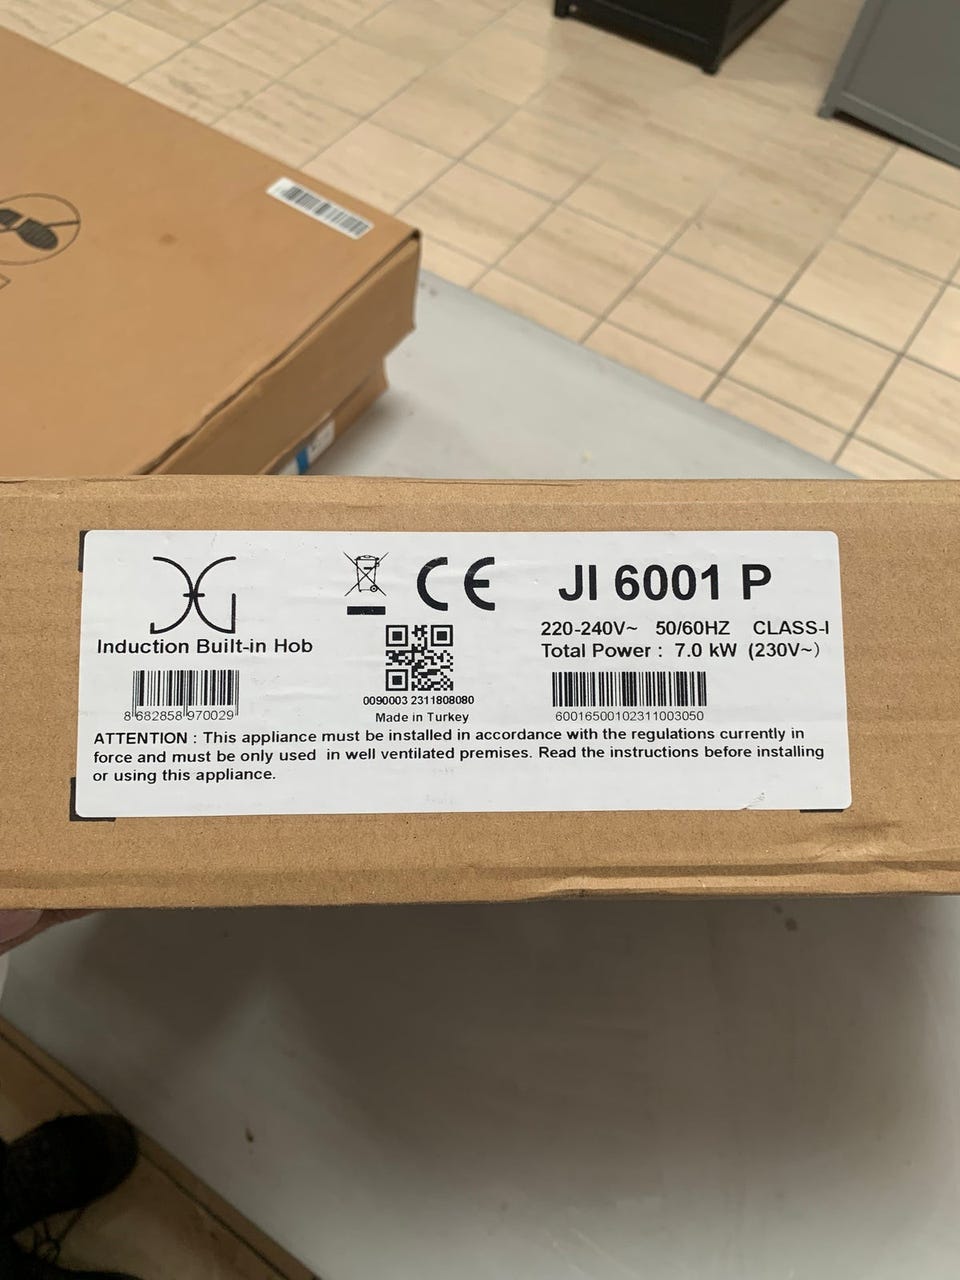 Induction Built-in Hob
8 682858 970029
CE
0090003 2311808080
Made in Turkey
JI 6001 P
220-240V~ 50/60HZ CLASS-I
Total Power : 7.0 kW (230V~)
60016500102311003050
ATTENTION : This appliance must be installed in accordance with the regulations currently in
force and must be only used in well ventilated premises. Read the instructions before installing
or using this appliance.